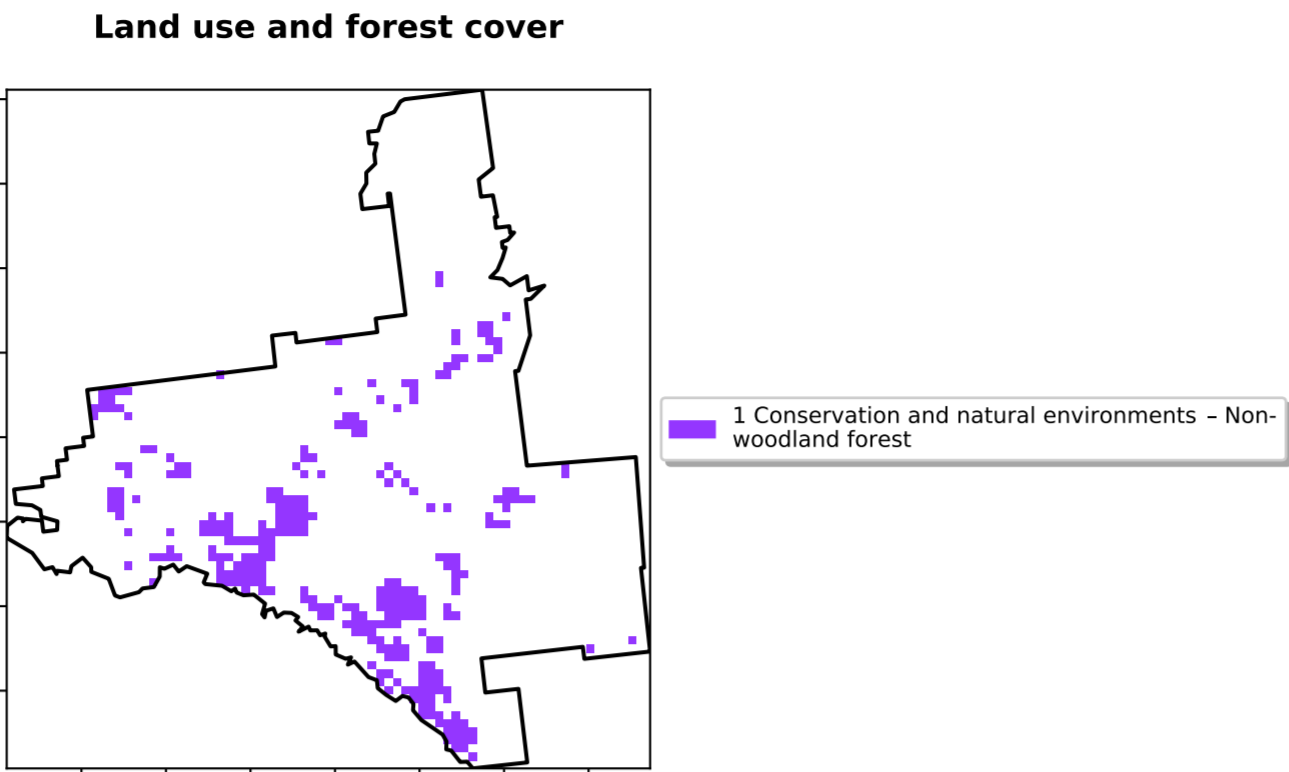 Land use and forest cover
1 Conservation and natural environments – Non-
woodland forest